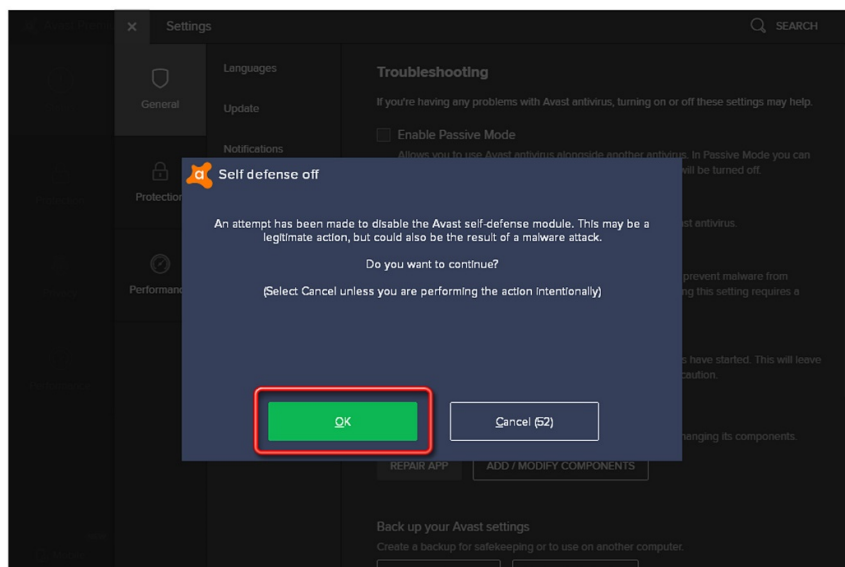 Settings
SEARCH
General
Protection
Performance
Languages
Update
Notifications
Troubleshooting
If you're having any problems with Avast antivirus, turning on or off these settings may help.
Enable Passive Mode
Allows you to use Avast antivirus alongside another antivirus. In Passive Mode you can
will be turned off.
st antivirus.
prevent malware from
ng this setting requires a
s have started. This will leave
caution.
hanging its components.
Self defense off
An attempt has been made to disable the Avast self-defense module. This may be a
legitimate action, but could also be the result of a malware attack.
Do you want to continue?
(Select Cancel unless you are performing the action intentionally)
OK
Cancel (52)
REPAIR APP
ADD / MODIFY COMPONENTS
Back up your Avast settings
Create a backup for safekeeping or to use on another computer.